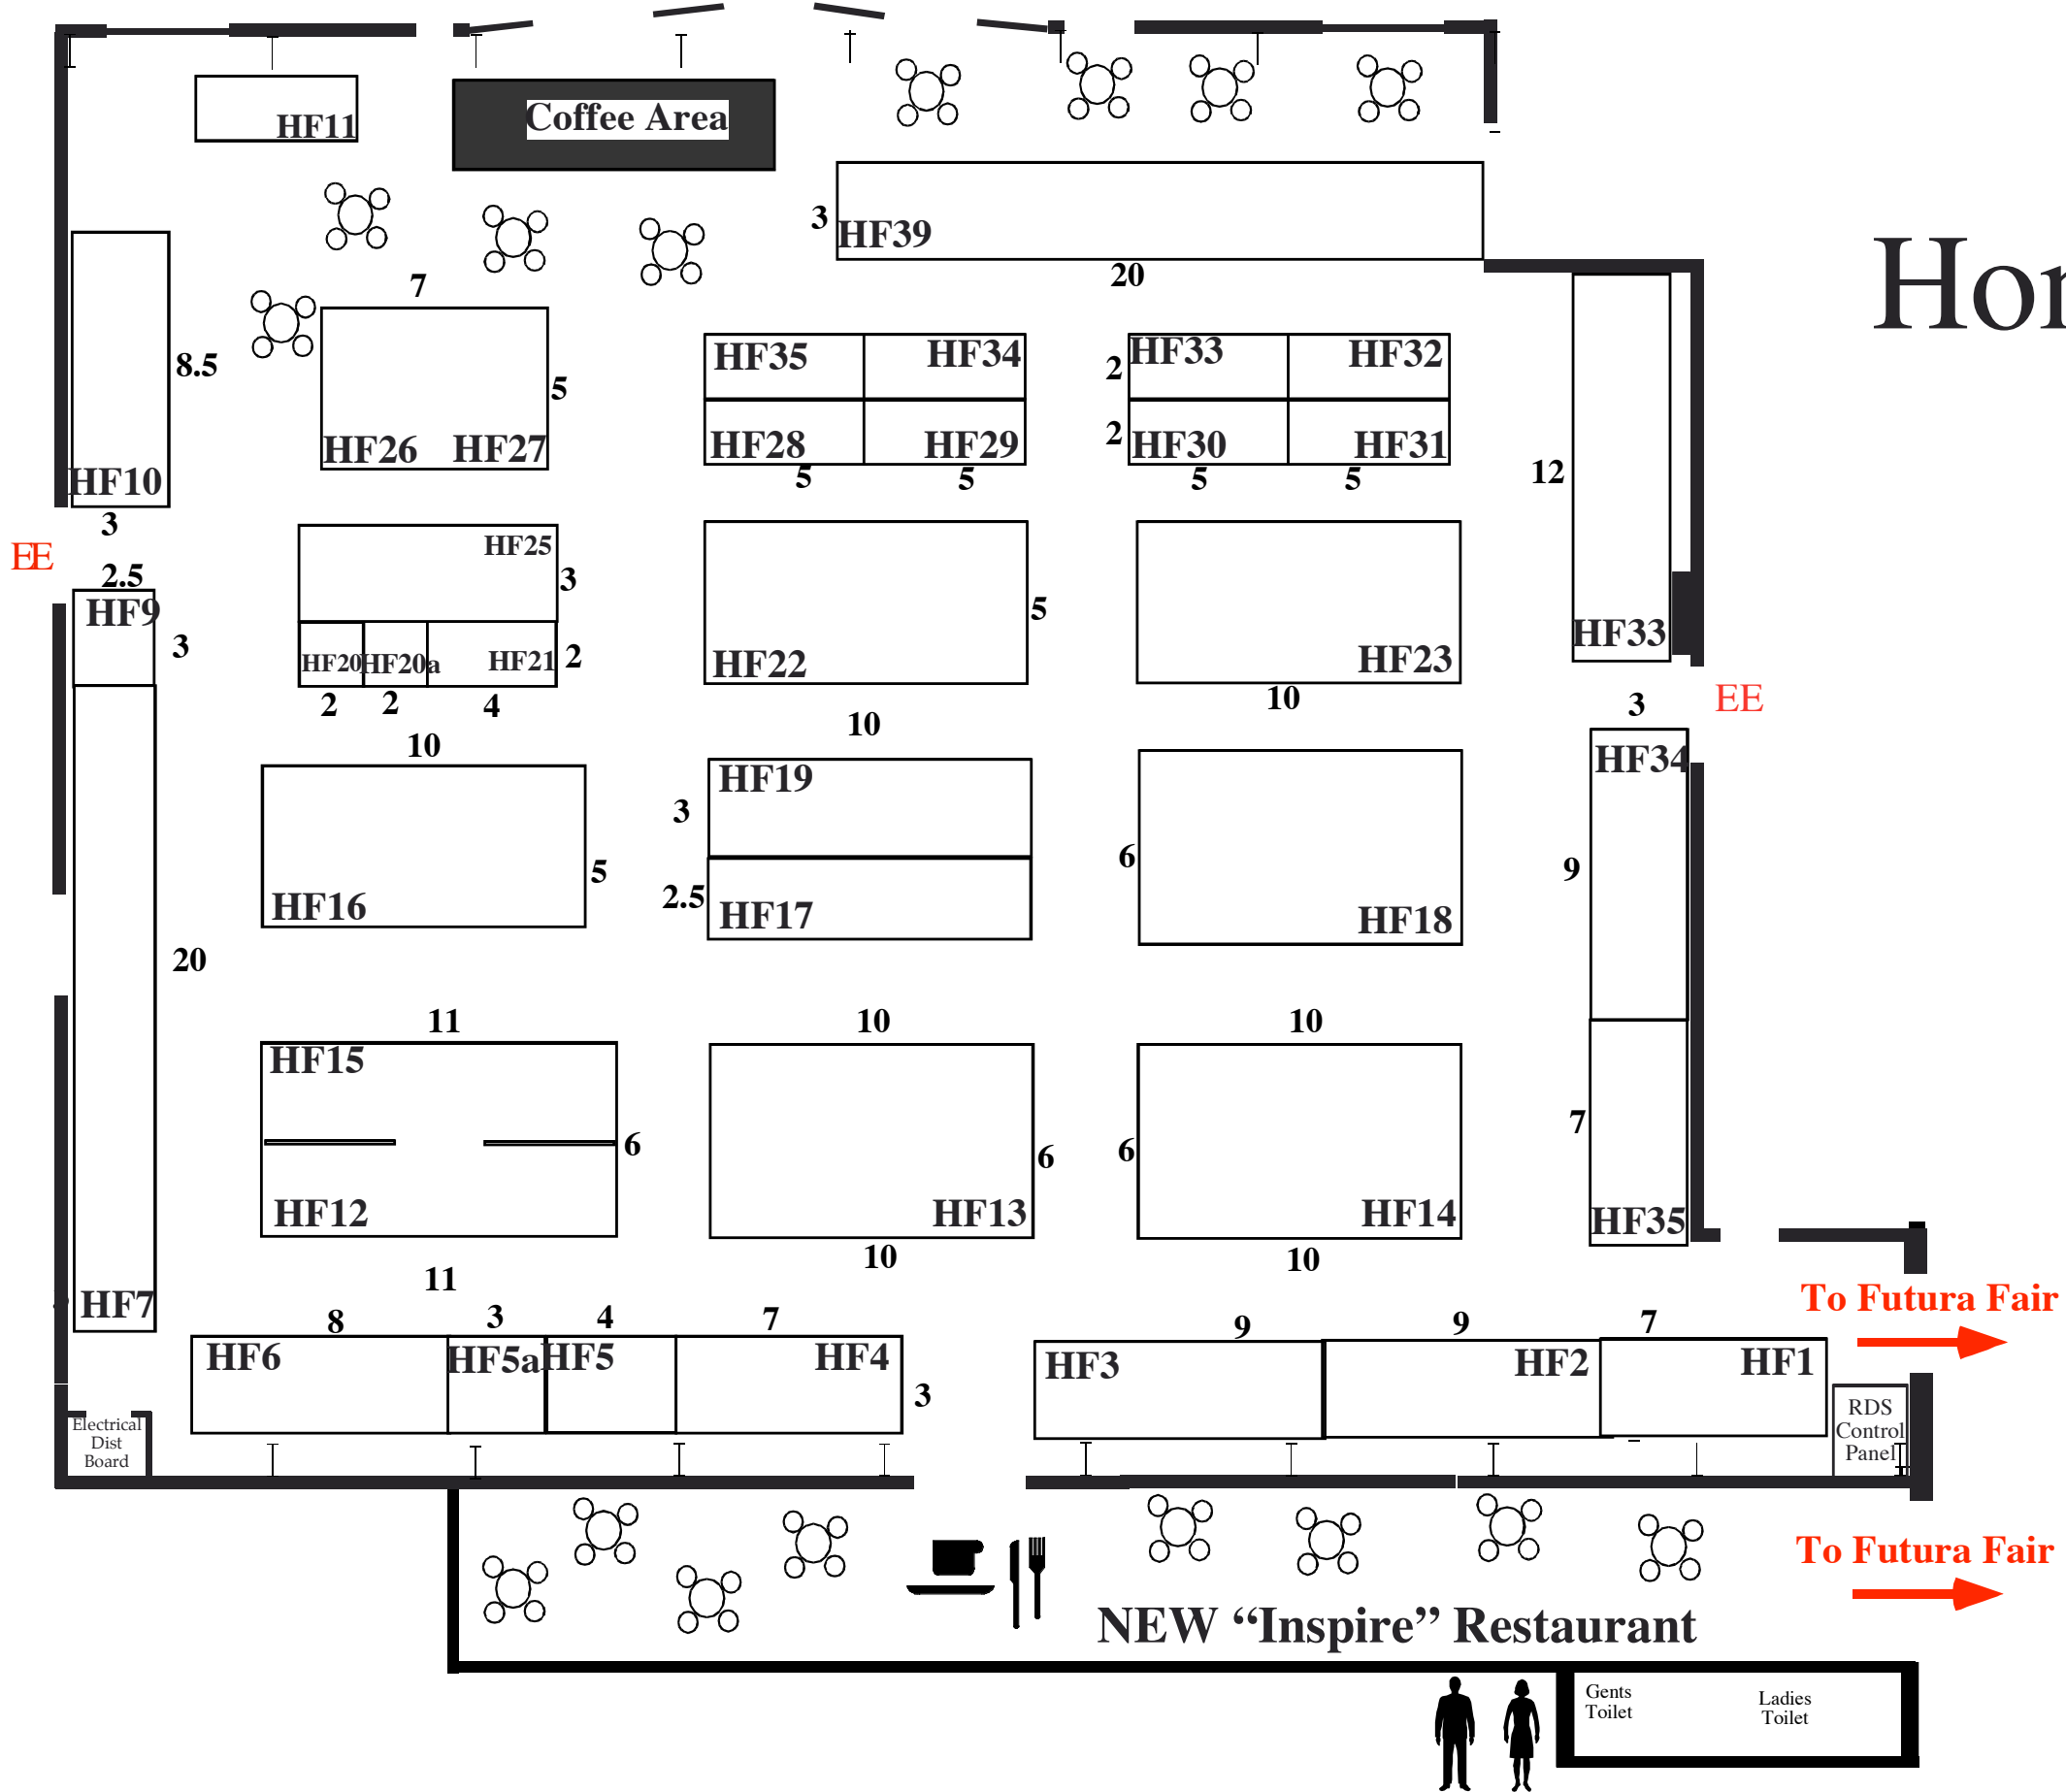 Coffee Area
HF11
3
HF39
20
Hor
7
8.5
5
HF26
HF27
HF10
3
HF35
HF34
HF28
HF29
5
5
2
HF33
HF32
2
HF30
HF31
5
5
12
HF33
EE
2.5
HF9
3
HF25
3
HF20
HF20a
HF21
2
2
2
4
5
HF22
10
HF23
10
3
EE
10
5
HF16
3
HF19
2.5
HF17
6
HF18
HF34
9
20
11
HF15
6
HF12
11
10
6
HF13
10
10
6
HF14
10
7
HF35
HF7
8
3
4
7
HF6
HF5a
HF5
HF4
3
9
9
7
HF3
HF2
HF1
To Futura Fair
Electrical
Dist
Board
RDS
Control
Panel
To Futura Fair
NEW “Inspire” Restaurant
Gents
Toilet
Ladies
Toilet